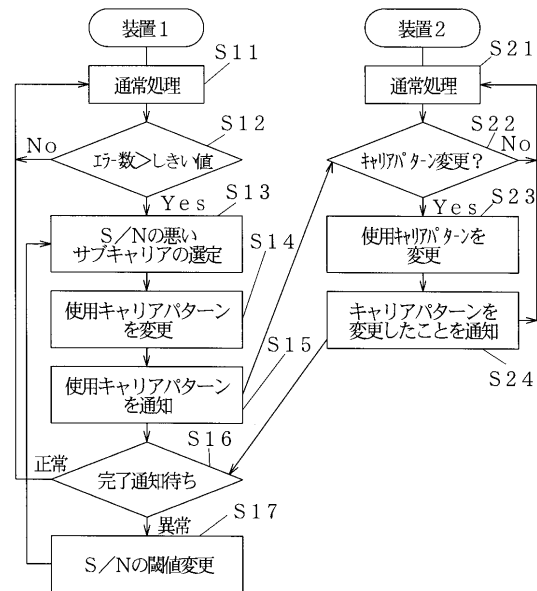 装置１
Ｓ１１
通常処理
Ｓ１２
Ｎｏ
ｴﾗｰ数＞しきい値
Ｙｅｓ
Ｓ１３
Ｓ／Ｎの悪い
サブキャリアの選定
Ｓ１４
使用キャリアパターン
を変更
Ｓ１５
使用キャリアパターン
を通知
Ｓ１６
正常
完了通知待ち
異常
Ｓ１７
Ｓ／Ｎの閾値変更
装置２
Ｓ２１
通常処理
Ｓ２２
Ｎｏ
ｷｬﾘｱﾊﾟﾀｰﾝ変更？
Ｙｅｓ
Ｓ２３
使用ｷｬﾘｱﾊﾟﾀｰﾝを
変更
キャリアパターンを
変更したことを通知
Ｓ２４